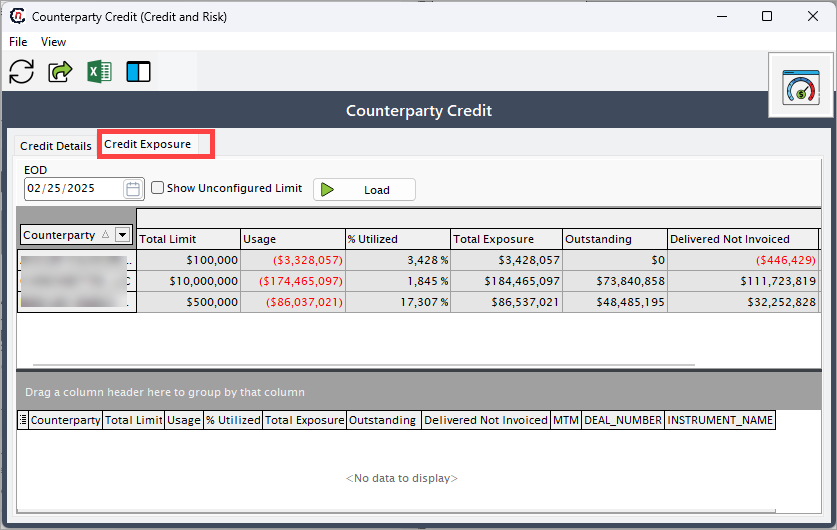 Counterparty Credit (Credit and Risk)
File View
Counterparty Credit
Credit Details Credit Exposure
EOD
02/25/2025 Show Unconfigured Limit Load
Counterparty Total Limit Usage % Utilized Total Exposure Outstanding Delivered Not Invoiced
$100,000 ($3,328,057) 3,428 % $3,428,057 $0 ($446,429)
$10,000,000 ($174,465,097) 1,845 % $184,465,097 $73,840,858 $111,723,819
$500,000 ($86,037,021) 17,307 % $86,537,021 $48,485,195 $32,252,828
Drag a column header here to group by that column
Counterparty Total Limit Usage % Utilized Total Exposure Outstanding Delivered Not Invoiced MTM DEAL_NUMBER INSTRUMENT_NAME
<No data to display>